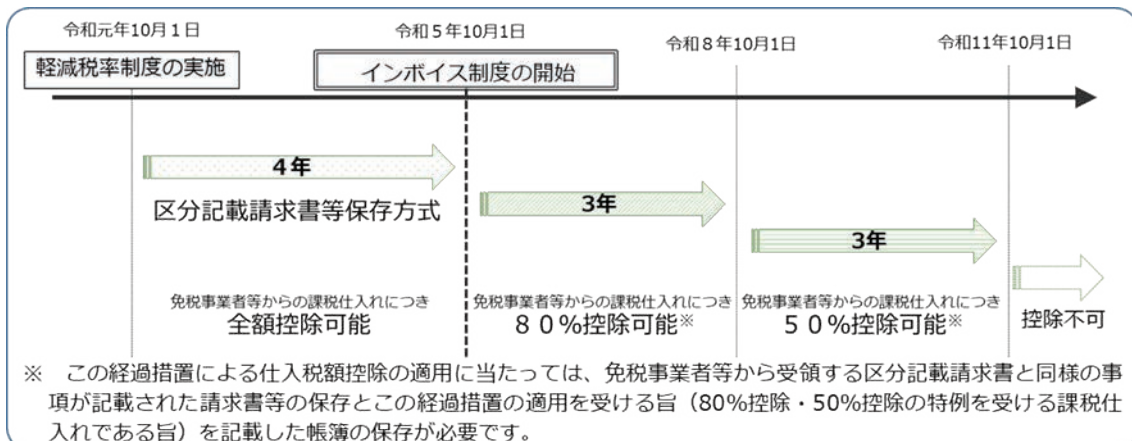 令和元年10月１日
令和５年10月1日
令和８年10月1日
令和11年10月1日
軽減税率制度の実施
インボイス制度の開始
４年
区分記載請求書等保存方式
3年
3年
免税事業者等からの課税仕入れにつき
全額控除可能
免税事業者等からの課税仕入れにつき
８０％控除可能※
免税事業者等からの課税仕入れにつき
５０％控除可能※
控除不可
※　この経過措置による仕入税額控除の適用に当たっては、免税事業者等から受領する区分記載請求書と同様の事
項が記載された請求書等の保存とこの経過措置の適用を受ける旨（80％控除・50％控除の特例を受ける課税仕
入れである旨）を記載した帳簿の保存が必要です。